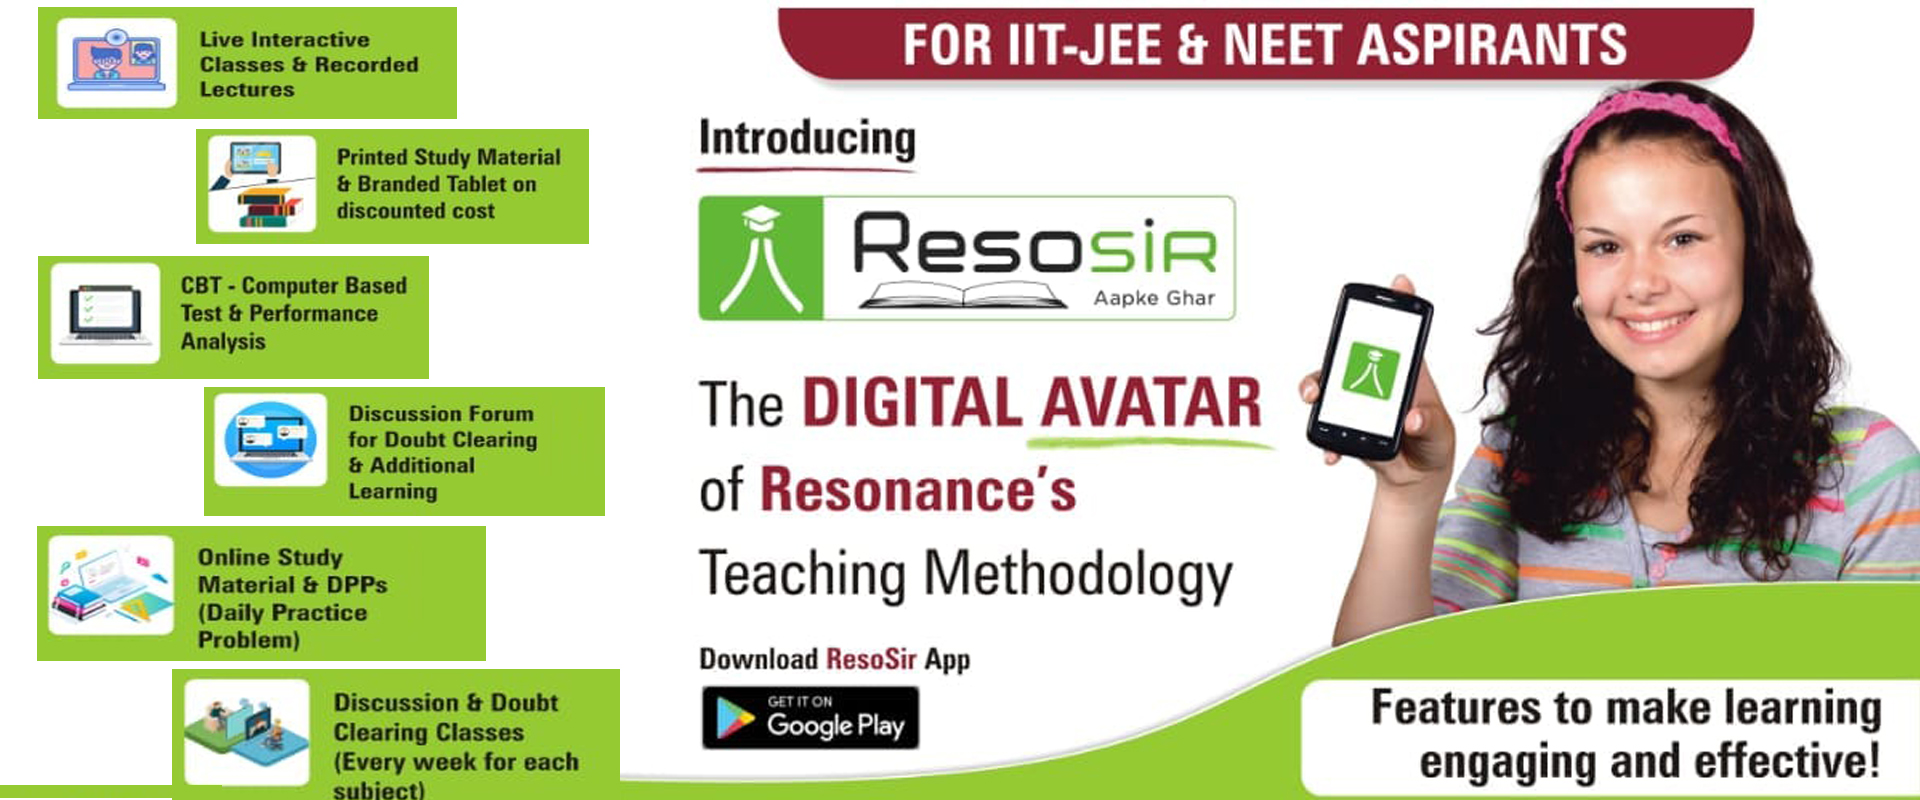 Live Interactive
Classes & Recorded
Lectures
Printed Study Material
& Branded Tablet on
discounted cost
CBT - Computer Based
Test & Performance
Analysis
Discussion Forum
for Doubt Clearing
& Additional
Learning
Online Study
Material & DPPs
(Daily Practice
Problem)
Discussion & Doubt
Clearing Classes
(Every week for each
subject)
FOR IIT-JEE & NEET ASPIRANTS
Introducing
ResosiR
Aapke Ghar
The DIGITAL AVATAR
of Resonance's
Teaching Methodology
Download ResoSir App
GET IT ON
Google Play
Features to make learning
engaging and effective!